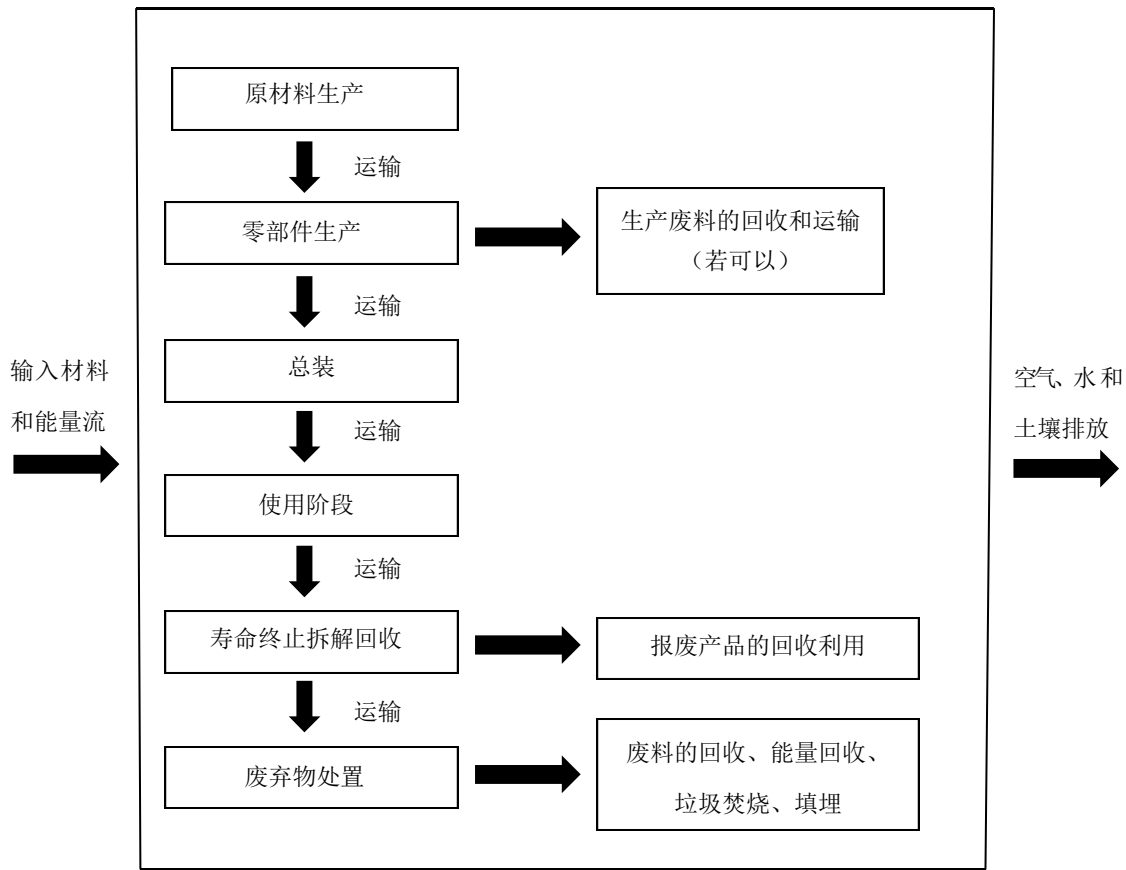 原材料生产
运输
零部件生产
生产废料的回收和运输
（若可以）
运输
总装
输入材料
和能量流
空气、水和
土壤排放
运输
使用阶段
运输
寿命终止拆解回收
报废产品的回收利用
运输
废弃物处置
废料的回收、能量回收、
垃圾焚烧、填埋